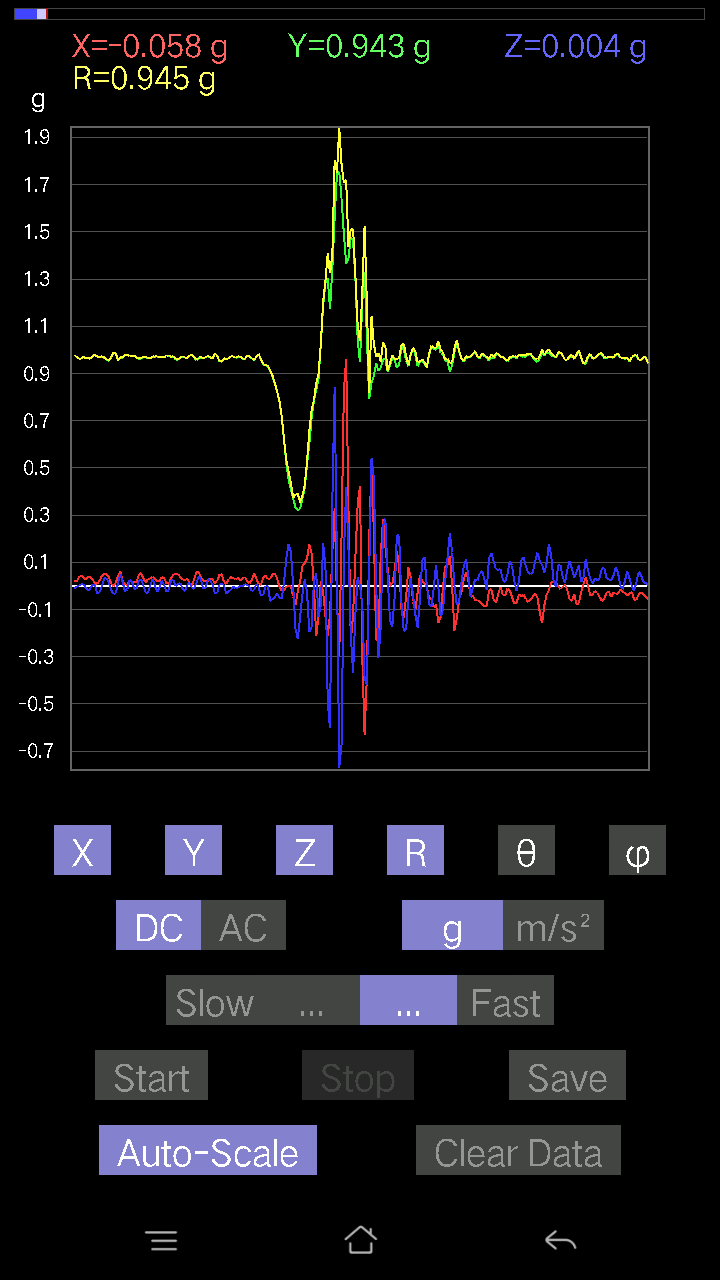 X=-0.058 g Y=0.943 g Z=0.004 g
R=0.945 g
g
1.9
1.7
1.5
1.3
1.1
0.9
0.7
0.5
0.3
0.1
-0.1
-0.3
-0.5
-0.7
X Y Z R θ φ
DC AC g m/s²
Slow ... ... Fast
Start Stop Save
Auto-Scale Clear Data